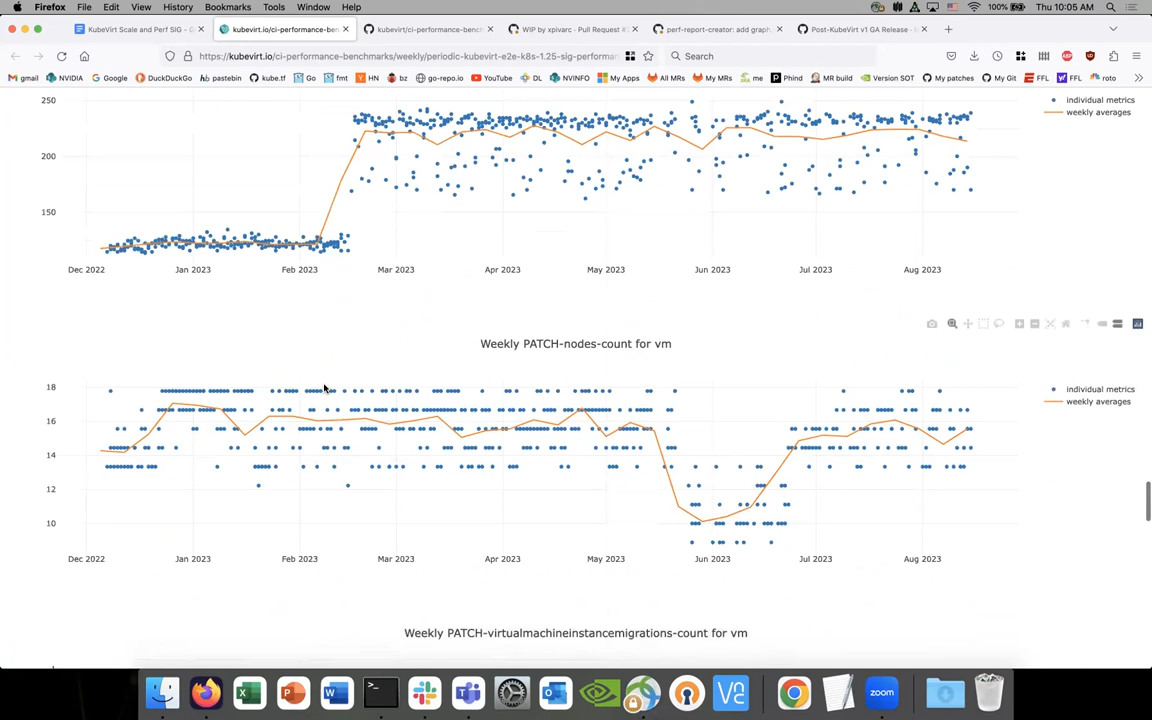 Firefox File Edit View History Bookmarks Tools Window Help 100% Thu 10:05 AM
KubeVirt Scale and Perf SIG - G
kubevirt.io/ci-performance-ben
kubevirt/ci-performance-bench
WIP by xpivarc · Pull Request #
perf-report-creator: add graph
Post-KubeVirt v1 GA Release -
https://kubevirt.io/ci-performance-benchmarks/weekly/periodic-kubevirt-e2e-k8s-1.25-sig-performan
Search
gmail NVIDIA Google DuckDuckGo pastebin kube.tf Go fmt HN bz go-repo.io YouTube DL NVINFO My Apps All MRs My MRs me Phind MR build Version SOT My patches My Git FFL FFL roto
250
200
150
individual metrics
weekly averages
Dec 2022 Jan 2023 Feb 2023 Mar 2023 Apr 2023 May 2023 Jun 2023 Jul 2023 Aug 2023
Weekly PATCH-nodes-count for vm
18
16
14
12
10
individual metrics
weekly averages
Dec 2022 Jan 2023 Feb 2023 Mar 2023 Apr 2023 May 2023 Jun 2023 Jul 2023 Aug 2023
Weekly PATCH-virtualmachineinstancemigrations-count for vm
zoom